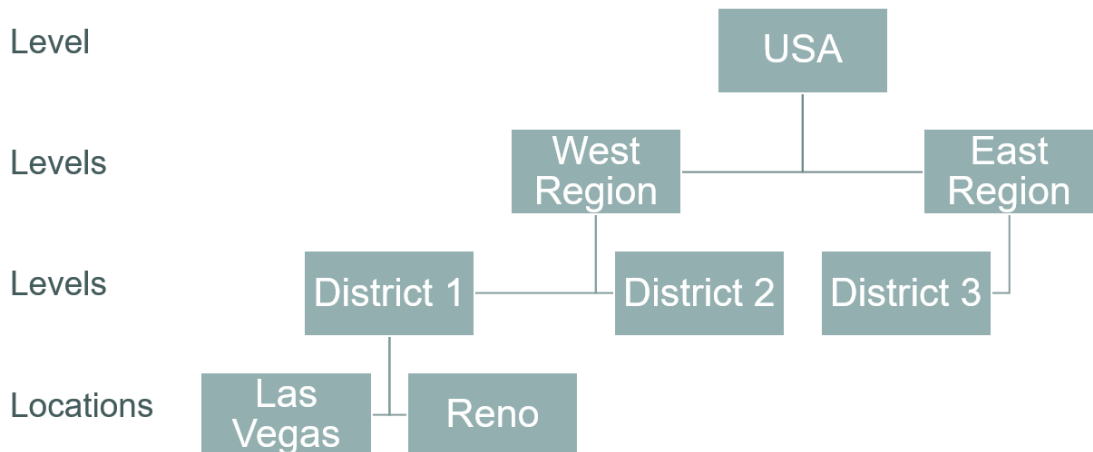 Level
USA
Levels
West
Region
East
Region
Levels
District 1
District 2
District 3
Locations
Las
Vegas
Reno